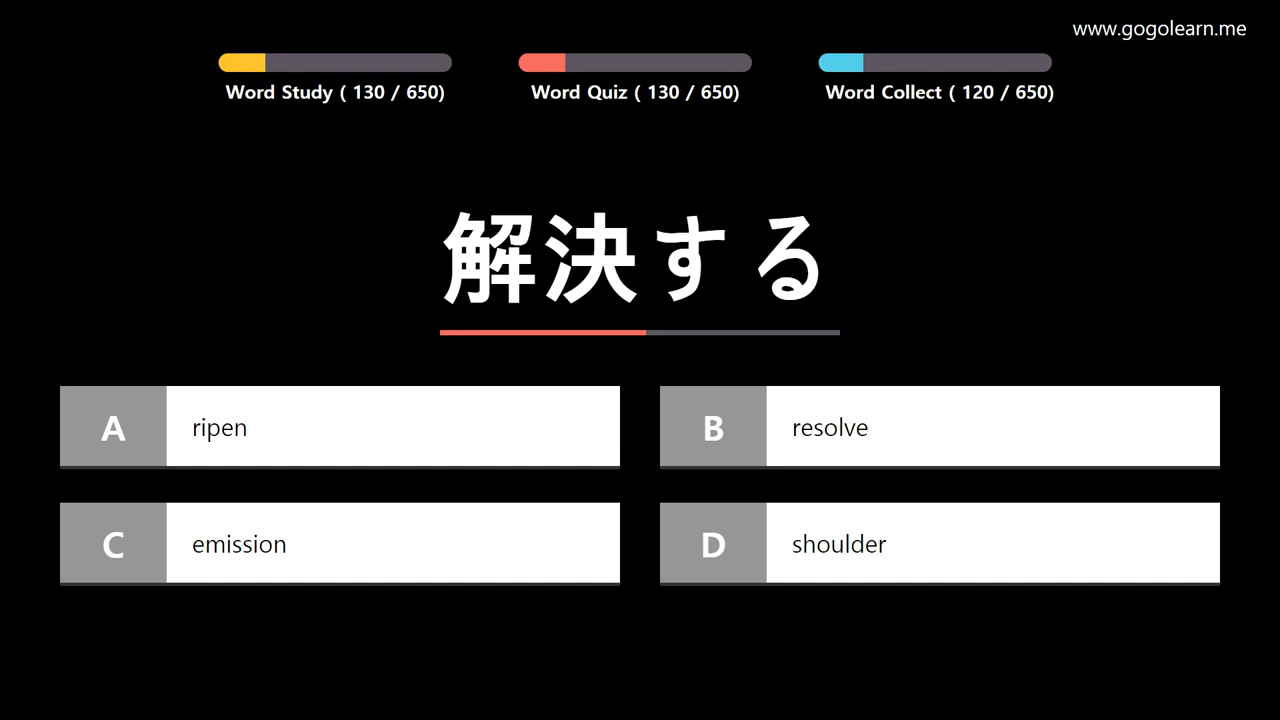 www.gogolearn.me
Word Study ( 130 / 650)
Word Quiz ( 130 / 650)
Word Collect ( 120 / 650)
解決する
A ripen
B resolve
C emission
D shoulder